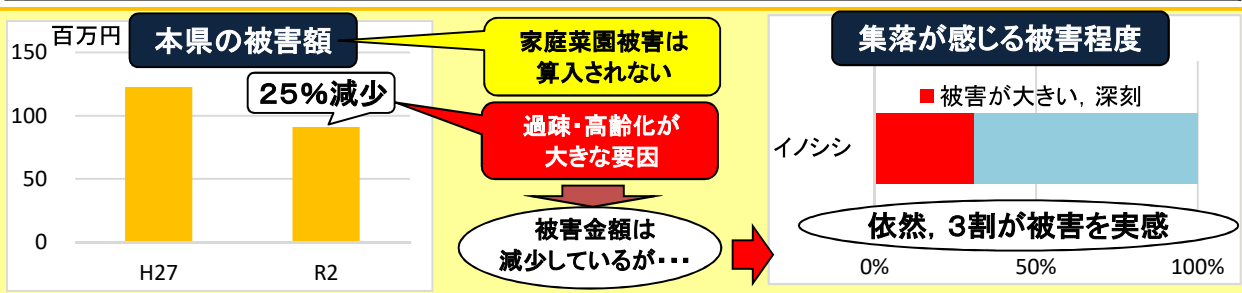 本県の被害額
百万円
150
100
50
0
H27
R2
25%減少
家庭菜園被害は
算入されない
過疎・高齢化が
大きな要因
被害金額は
減少しているが・・・
集落が感じる被害程度
被害が大きい，深刻
イノシシ
依然，3割が被害を実感
0%
50%
100%